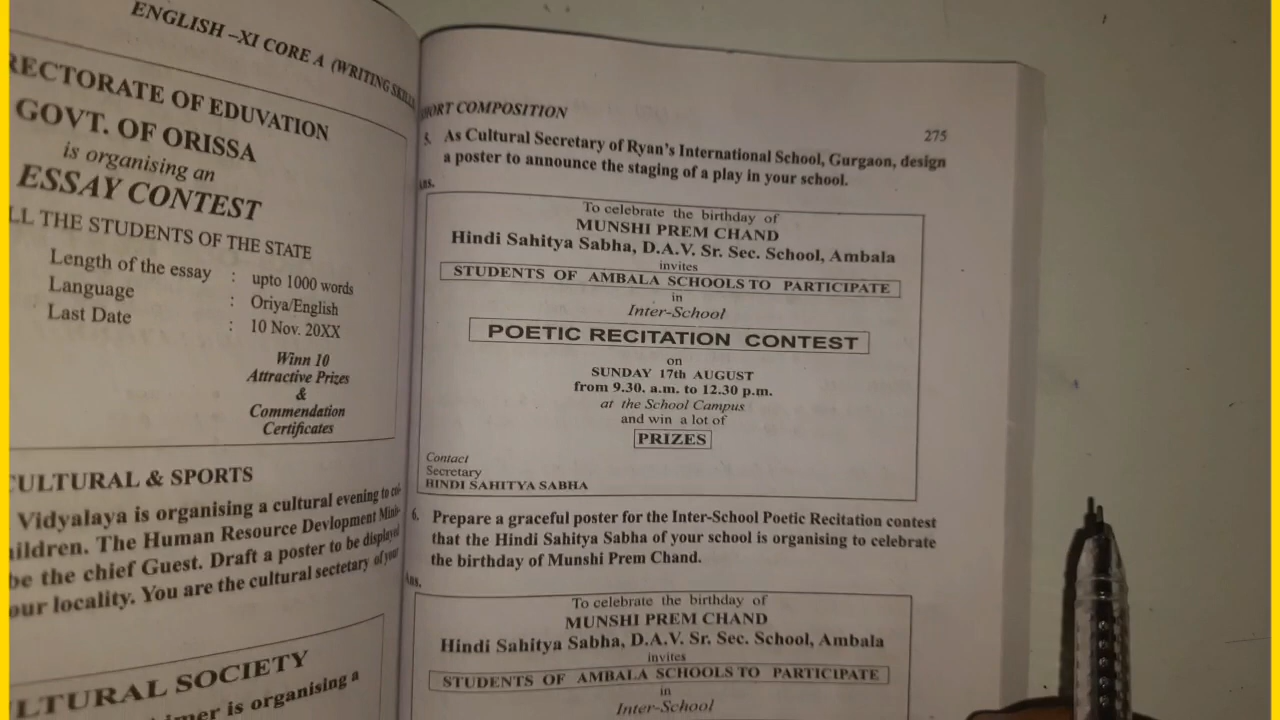 ENGLISH –XI CORE A (WRITING SKILL
RECTORATE OF EDUVATION
GOVT. OF ORISSA
is organising an
ESSAY CONTEST
LL THE STUDENTS OF THE STATE
Length of the essay : upto 1000 words
Language : Oriya/English
Last Date : 10 Nov. 20XX
Winn 10
Attractive Prizes
&
Commendation
Certificates
CULTURAL & SPORTS
Vidyalaya is organising a cultural evening to
ildren. The Human Resource Devlopment Mini-
be the chief Guest. Draft a poster to be displayed
our locality. You are the cultural sectetary of your
LTURAL SOCIETY
is organising a
ORT COMPOSITION
275
5. As Cultural Secretary of Ryan's International School, Gurgaon, design
a poster to announce the staging of a play in your school.
Ans.
To celebrate the birthday of
MUNSHI PREM CHAND
Hindi Sahitya Sabha, D.A.V. Sr. Sec. School, Ambala
invites
STUDENTS OF AMBALA SCHOOLS TO PARTICIPATE
in
Inter-School
POETIC RECITATION CONTEST
on
SUNDAY 17th AUGUST
from 9.30. a.m. to 12.30 p.m.
at the School Campus
and win a lot of
PRIZES
Contact
Secretary
HINDI SAHITYA SABHA
6. Prepare a graceful poster for the Inter-School Poetic Recitation contest
that the Hindi Sahitya Sabha of your school is organising to celebrate
the birthday of Munshi Prem Chand.
Ans.
To celebrate the birthday of
MUNSHI PREM CHAND
Hindi Sahitya Sabha, D.A.V. Sr. Sec. School, Ambala
invites
STUDENTS OF AMBALA SCHOOLS TO PARTICIPATE
in
Inter-School